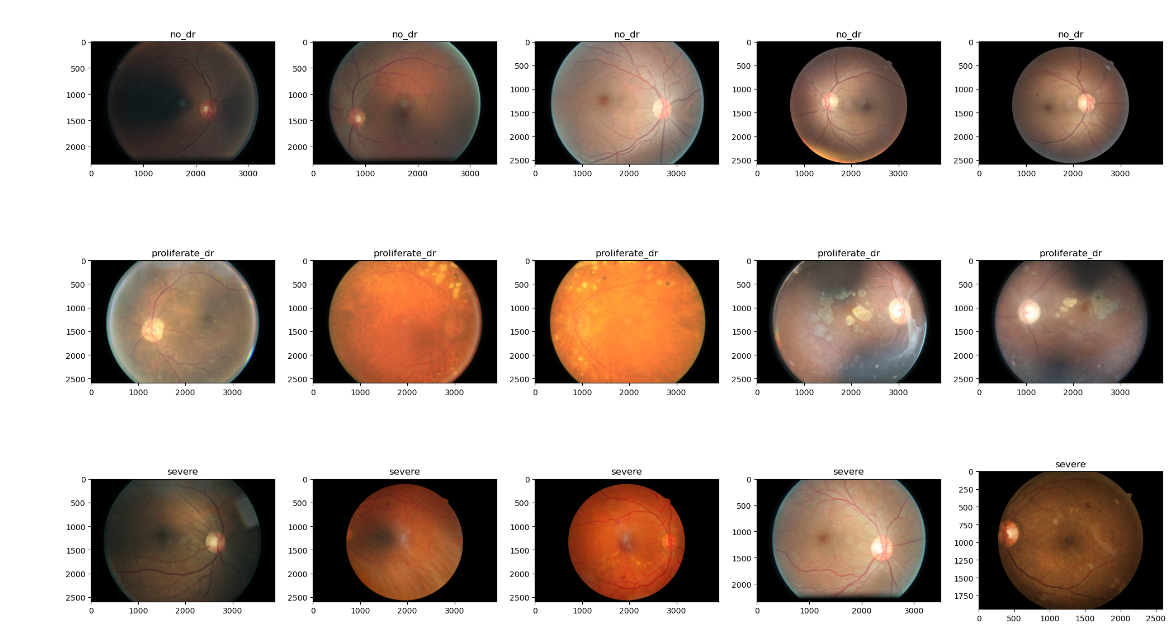 no_dr no_dr no_dr no_dr no_dr
0 0 0 0 0
500 500 500 500 500
1000 1000 1000 1000 1000
1500 1500 1500 1500 1500
2000 2000 2000 2000 2000
2500 2500 2500
0 1000 2000 3000 0 1000 2000 3000 0 1000 2000 3000 0 1000 2000 3000 0 1000 2000 3000
proliferate_dr proliferate_dr proliferate_dr proliferate_dr proliferate_dr
0 0 0 0 0
500 500 500 500 500
1000 1000 1000 1000 1000
1500 1500 1500 1500 1500
2000 2000 2000 2000 2000
2500 2500 2500 2500 2500
0 1000 2000 3000 0 1000 2000 3000 0 1000 2000 3000 0 1000 2000 3000 0 1000 2000 3000
severe severe severe severe severe
0 0 0 0 0
500 500 500 500 250
1000 1000 1000 1000 500
1500 1500 1500 1500 750
2000 2000 2000 2000 1000
2500 2500 2500 1250
1500
1750
0 1000 2000 3000 0 1000 2000 3000 0 1000 2000 3000 0 1000 2000 3000 0 500 1000 1500 2000 2500